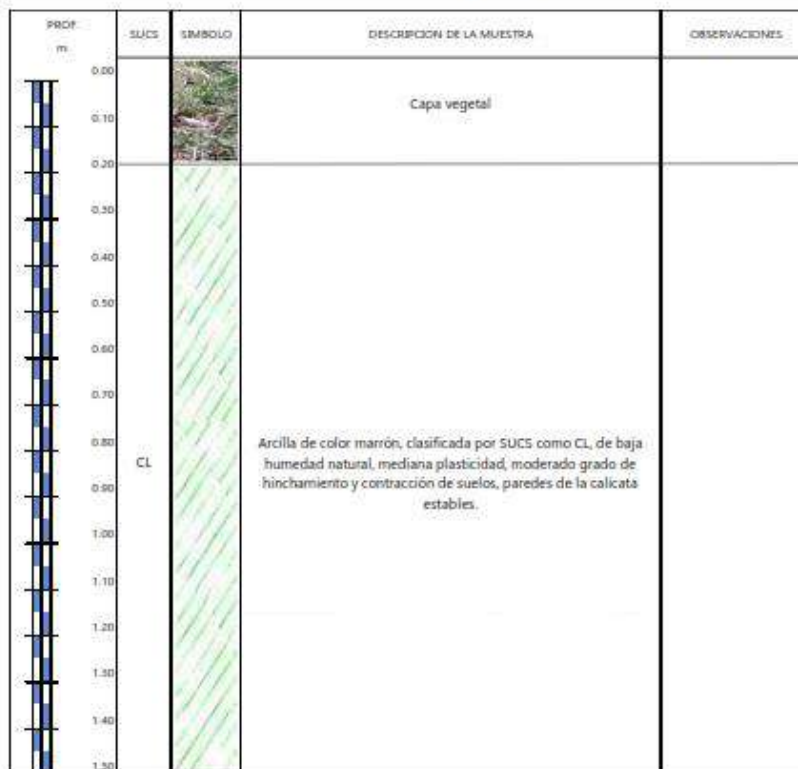 PROF.
m.
SUCS
SIMBOLO
DESCRIPCION DE LA MUESTRA
OBSERVACIONES
0.00
0.10
0.20
0.30
0.40
0.50
0.60
0.70
0.80
0.90
1.00
1.10
1.20
1.30
1.40
1.50
Capa vegetal
CL
Arcilla de color marrón, clasificada por SUCS como CL, de baja
humedad natural, mediana plasticidad, moderado grado de
hinchamiento y contracción de suelos, paredes de la calicata
estables.